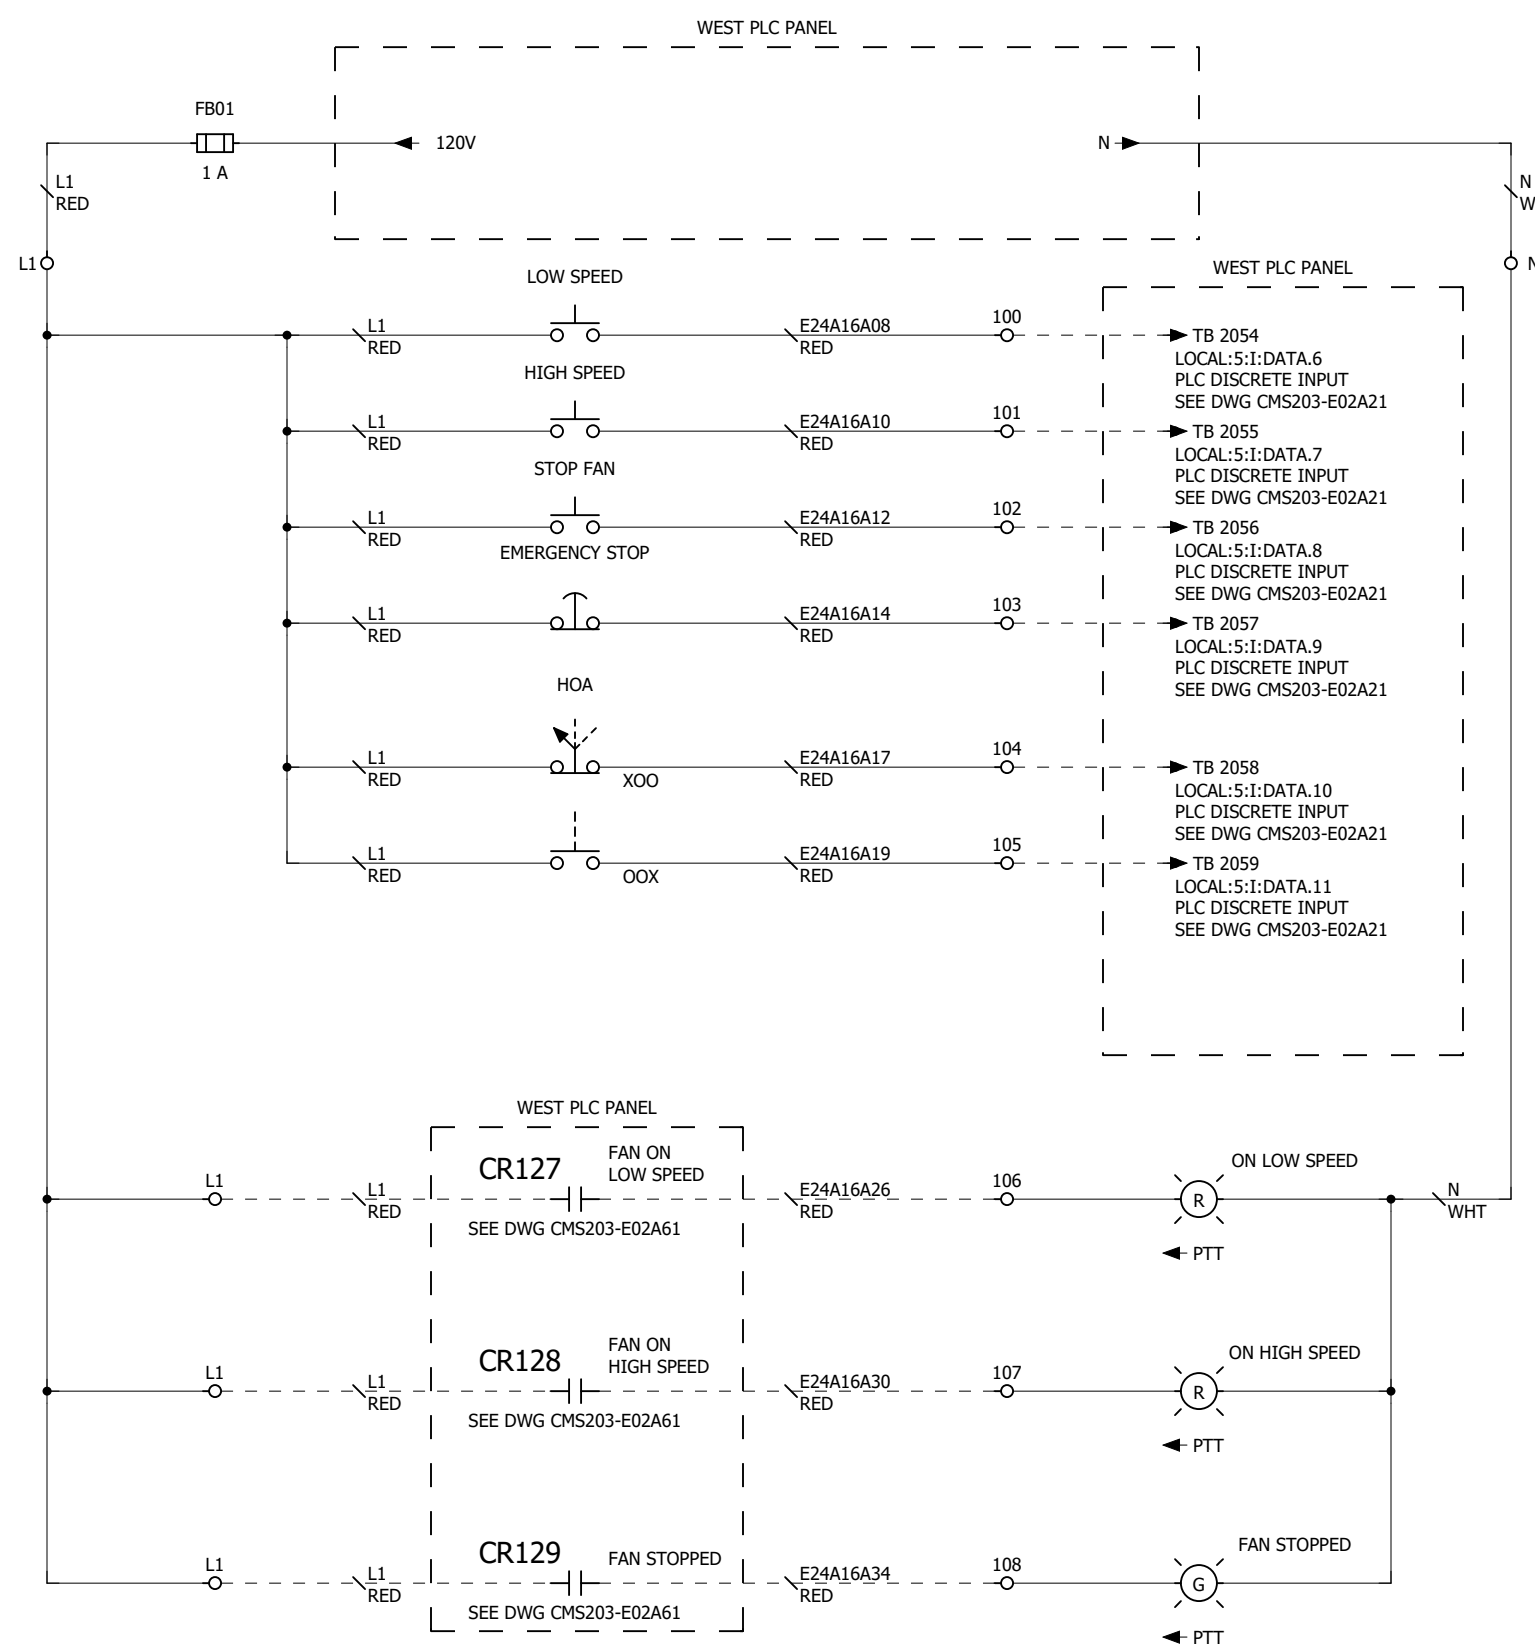 WEST PLC PANEL
FB01
120V
N
1 A
L1
RED
N
W
L1
N
LOW SPEED
WEST PLC PANEL
L1
RED
E24A16A08
RED
100
TB 2054
LOCAL:5:I:DATA.6
PLC DISCRETE INPUT
SEE DWG CMS203-E02A21
HIGH SPEED
L1
RED
E24A16A10
RED
101
TB 2055
LOCAL:5:I:DATA.7
PLC DISCRETE INPUT
SEE DWG CMS203-E02A21
STOP FAN
L1
RED
E24A16A12
RED
102
TB 2056
LOCAL:5:I:DATA.8
PLC DISCRETE INPUT
SEE DWG CMS203-E02A21
EMERGENCY STOP
L1
RED
E24A16A14
RED
103
TB 2057
LOCAL:5:I:DATA.9
PLC DISCRETE INPUT
SEE DWG CMS203-E02A21
HOA
L1
RED
XOO
E24A16A17
RED
104
TB 2058
LOCAL:5:I:DATA.10
PLC DISCRETE INPUT
SEE DWG CMS203-E02A21
L1
RED
OOX
E24A16A19
RED
105
TB 2059
LOCAL:5:I:DATA.11
PLC DISCRETE INPUT
SEE DWG CMS203-E02A21
WEST PLC PANEL
L1
L1
RED
CR127
FAN ON
LOW SPEED
SEE DWG CMS203-E02A61
E24A16A26
RED
106
ON LOW SPEED
R
PTT
N
WHT
L1
L1
RED
CR128
FAN ON
HIGH SPEED
SEE DWG CMS203-E02A61
E24A16A30
RED
107
ON HIGH SPEED
R
PTT
L1
L1
RED
CR129
FAN STOPPED
SEE DWG CMS203-E02A61
E24A16A34
RED
108
FAN STOPPED
G
PTT